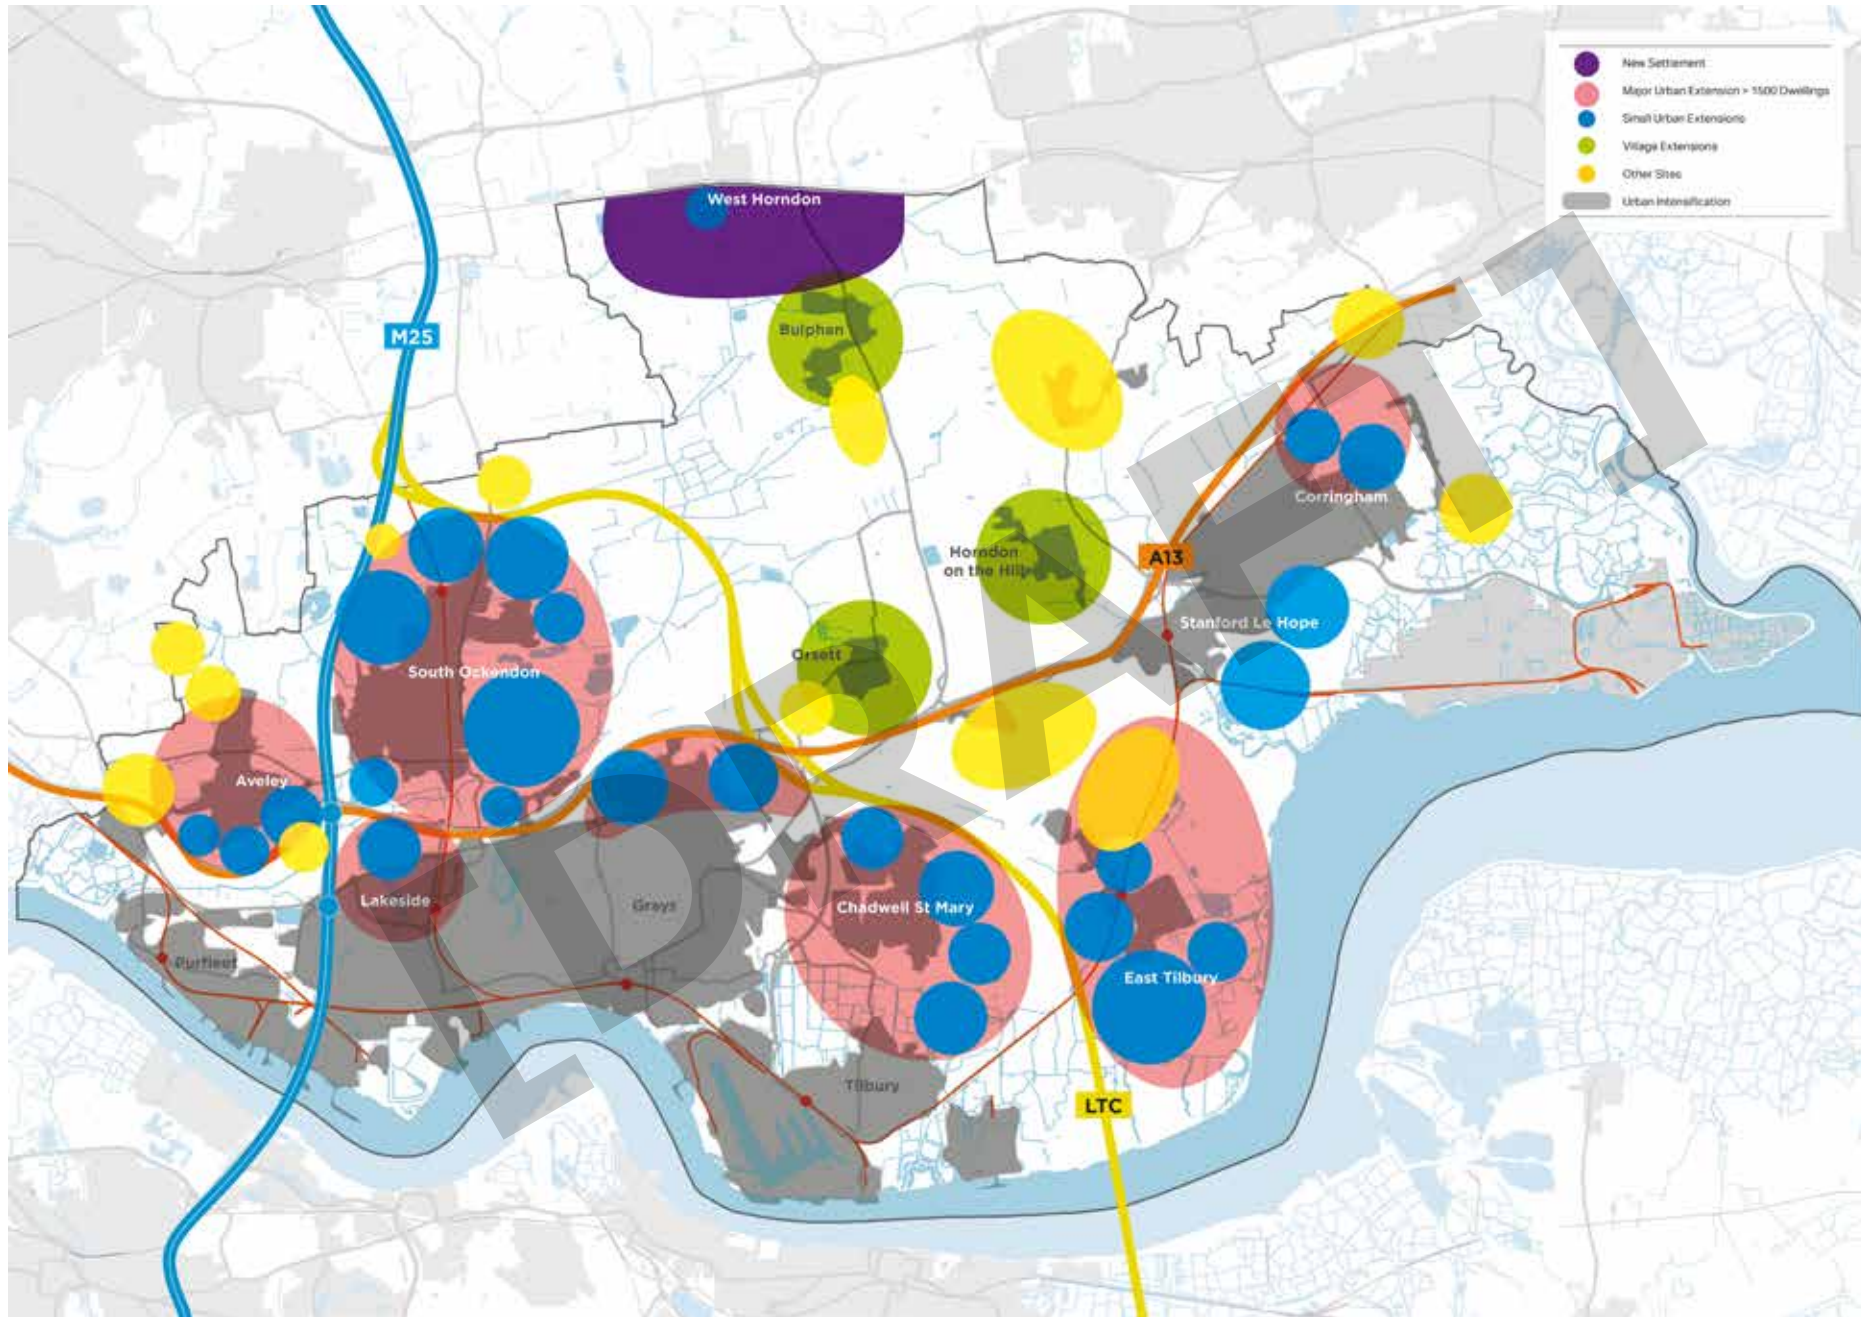 New Settlement
Major Urban Extension > 1500 Dwellings
Small Urban Extensions
Village Extensions
Other Sites
Urban Intensification
West Horndon
M25
Bulphan
Corringham
Horndon
on the Hill
A13
Stanford Le Hope
Orsett
South Ockendon
Aveley
Lakeside
Grays
Chadwell St Mary
Purfleet
East Tilbury
Tilbury
LTC
[DRAFT]